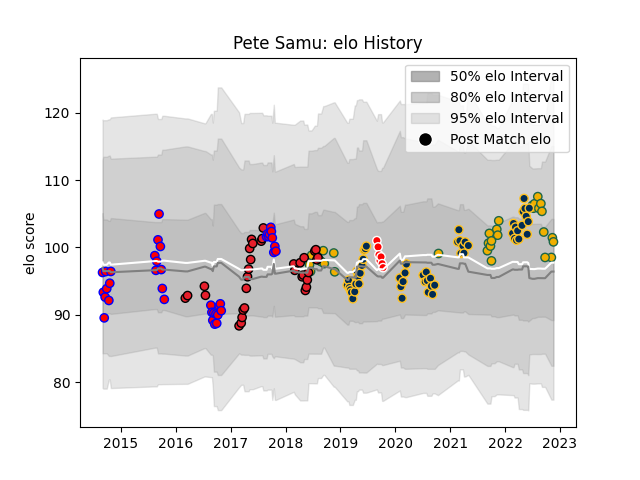 Pete Samu: elo History
50% elo Interval
80% elo Interval
95% elo Interval
Post Match elo
elo score
120
110
100
90
80
2015 2016 2017 2018 2019 2020 2021 2022 2023